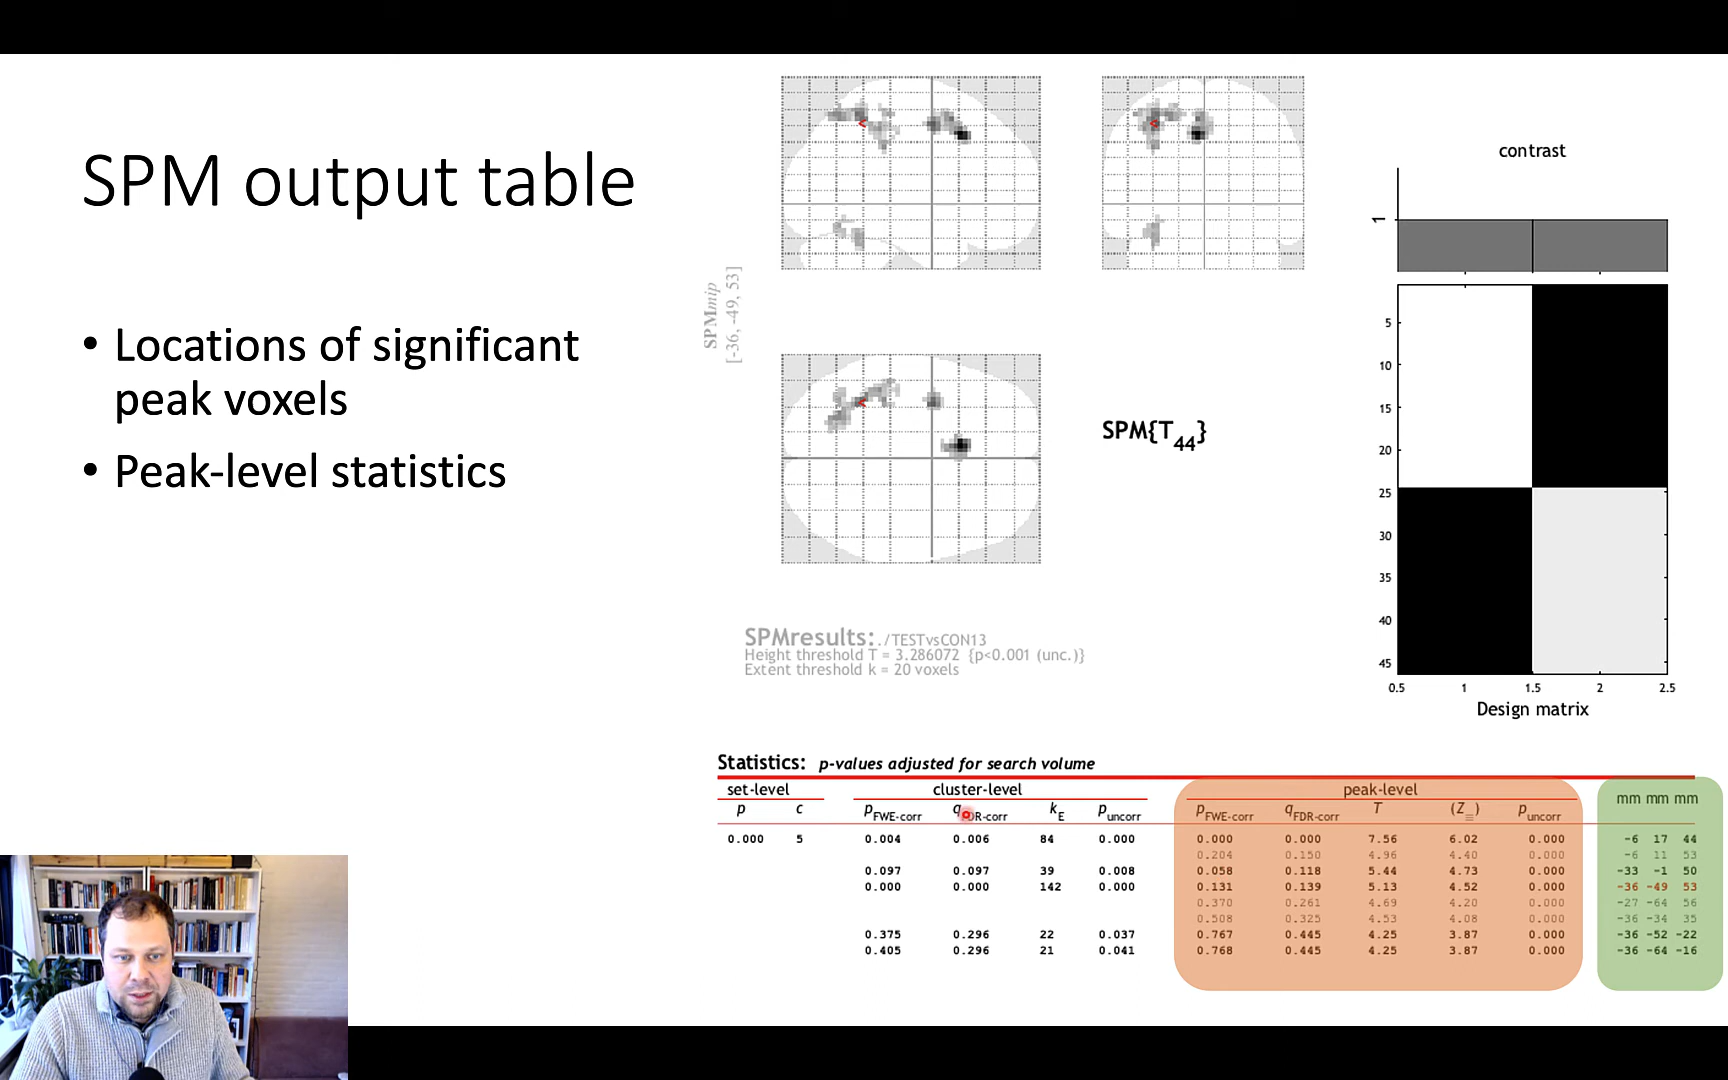 SPM output table
• Locations of significant
peak voxels
• Peak-level statistics
SPMmip
[-36, -49, 53]
SPM{T44}
contrast
1
5
10
15
20
25
30
35
40
45
0.5 1 1.5 2 2.5
Design matrix
SPMresults: ./TESTvsCON13
Height threshold T = 3.286072 {p<0.001 (unc.)}
Extent threshold k = 20 voxels
Statistics: p-values adjusted for search volume
set-level cluster-level peak-level mm mm mm
p c pFWE-corr qFDR-corr kE puncorr pFWE-corr qFDR-corr T (Z≡) puncorr
0.000 5 0.004 0.006 84 0.000 0.000 0.000 7.56 6.02 0.000 -6 17 44
0.204 0.150 4.96 4.40 0.000 -6 11 53
0.097 0.097 39 0.008 0.058 0.118 5.44 4.73 0.000 -33 -1 50
0.000 0.000 142 0.000 0.131 0.139 5.13 4.52 0.000 -36 -49 53
0.370 0.261 4.69 4.20 0.000 -27 -64 56
0.508 0.325 4.53 4.08 0.000 -36 -34 35
0.375 0.296 22 0.037 0.767 0.445 4.25 3.87 0.000 -36 -52 -22
0.405 0.296 21 0.041 0.768 0.445 4.25 3.87 0.000 -36 -64 -16